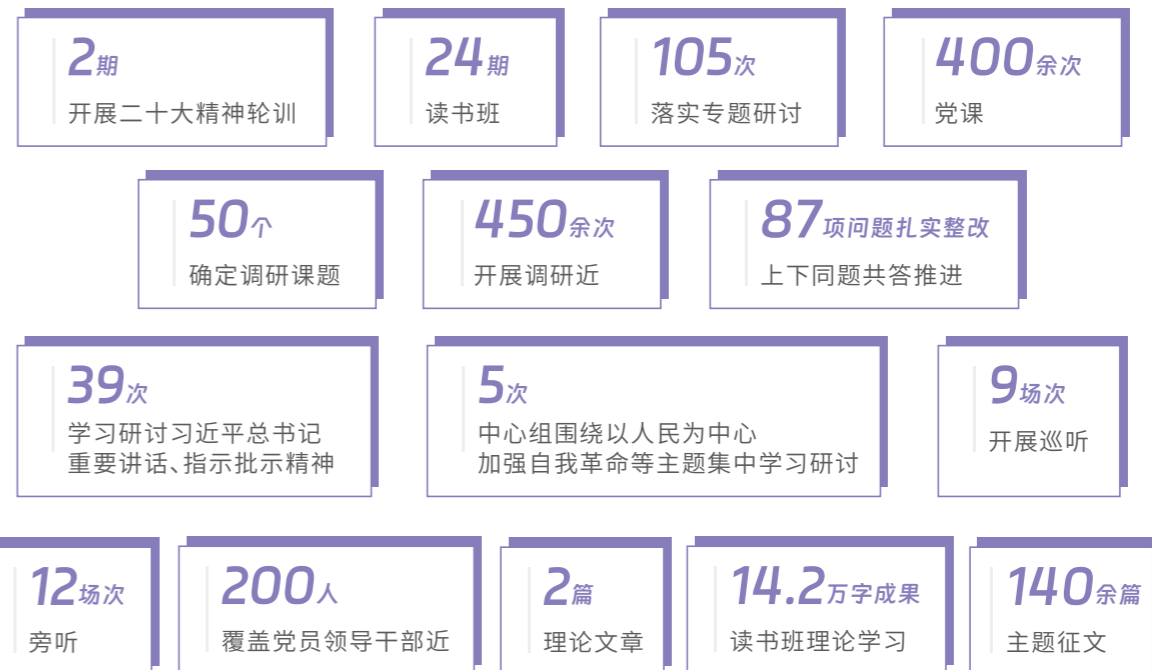 2期
开展二十大精神轮训
24期
读书班
105次
落实专题研讨
400余次
党课
50个
确定调研课题
450余次
开展调研近
87项问题扎实整改
上下同题共答推进
39次
学习研讨习近平总书记
重要讲话、指示批示精神
5次
中心组围绕以人民为中心
加强自我革命等主题集中学习研讨
9场次
开展巡听
12场次
旁听
200人
覆盖党员领导干部近
2篇
理论文章
14.2万字成果
读书班理论学习
140余篇
主题征文